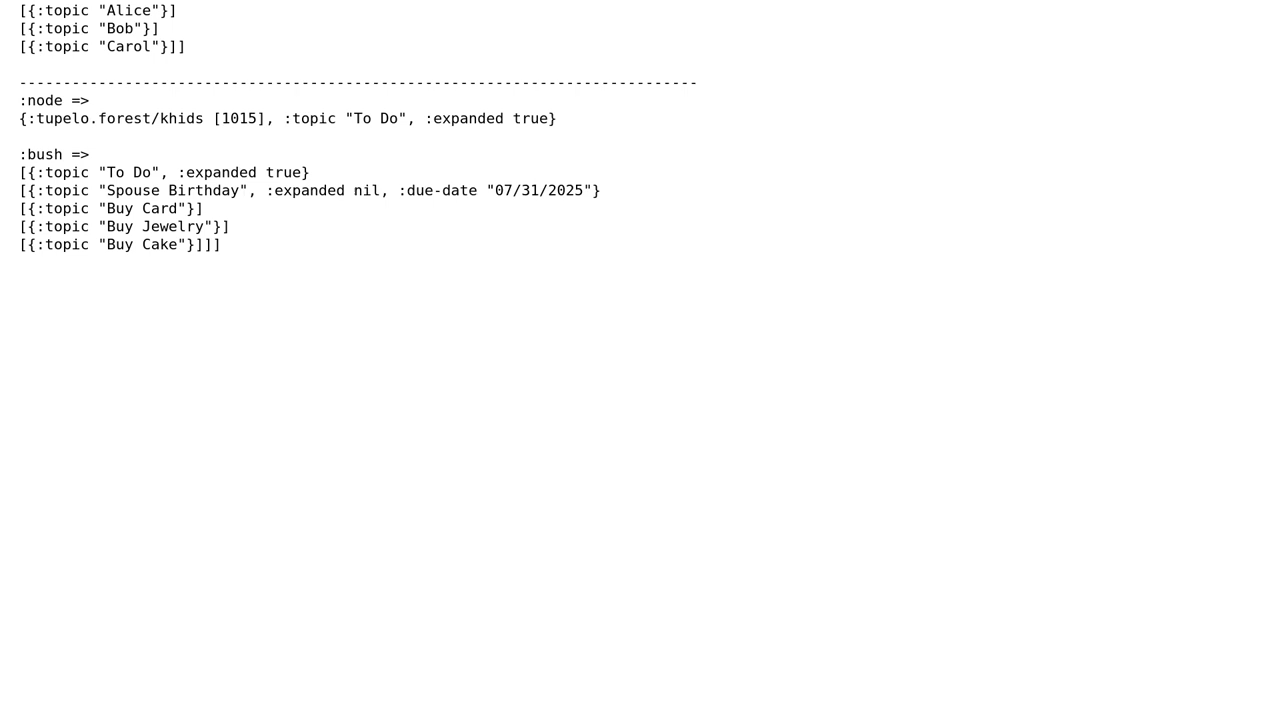 [{:topic "Alice"}]
[{:topic "Bob"}]
[{:topic "Carol"}]]
-----------------------------------------------------------------------------
:node =>
{:tupelo.forest/khids [1015], :topic "To Do", :expanded true}
:bush =>
[{:topic "To Do", :expanded true}
[{:topic "Spouse Birthday", :expanded nil, :due-date "07/31/2025"}
[{:topic "Buy Card"}]
[{:topic "Buy Jewelry"}]
[{:topic "Buy Cake"}]]]